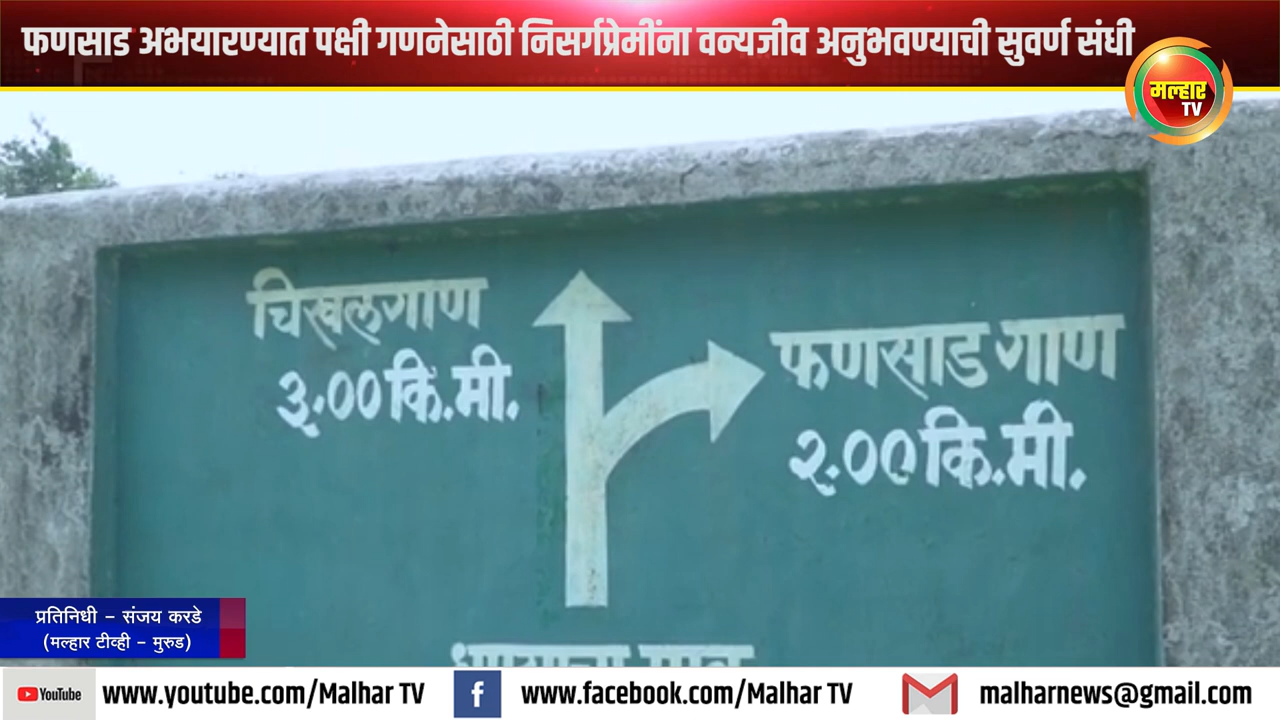 फणसाड अभयारण्यात पक्षी गणनेसाठी निसर्गप्रेमींना वन्यजीव अनुभवण्याची सुवर्ण संधी
मल्हार
TV
चिखलगाण
३.०० कि.मी.
फणसाड गाण
२.०० कि.मी.
प्रतिनिधी – संजय करडे
(मल्हार टीव्ही – मुरुड)
YouTube
www.youtube.com/Malhar TV
www.facebook.com/Malhar TV
malharnews@gmail.com